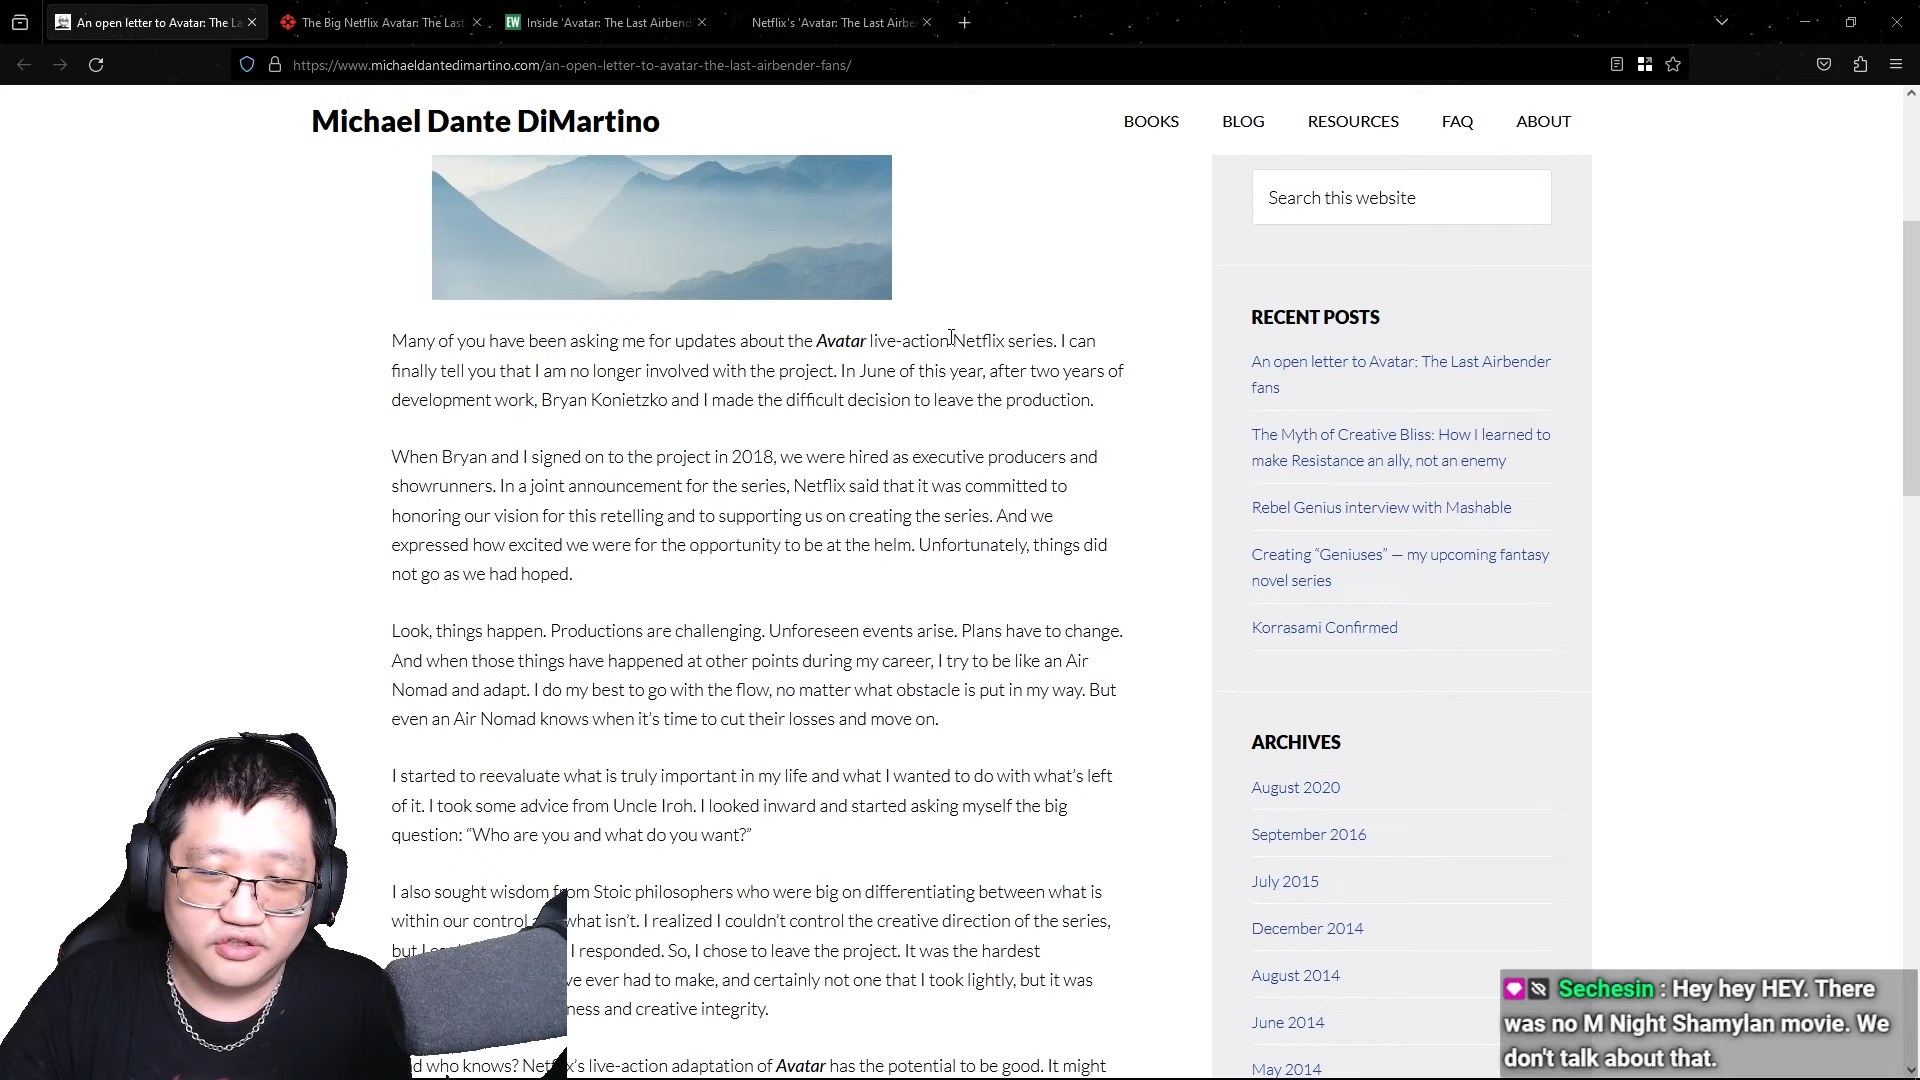 An open letter to Avatar: The La
The Big Netflix Avatar: The Last
EW Inside 'Avatar: The Last Airbend
Netflix's 'Avatar: The Last Airbe
https://www.michaeldantedimartino.com/an-open-letter-to-avatar-the-last-airbender-fans/
Michael Dante DiMartino
BOOKS BLOG RESOURCES FAQ ABOUT
Many of you have been asking me for updates about the Avatar live-action Netflix series. I can
finally tell you that I am no longer involved with the project. In June of this year, after two years of
development work, Bryan Konietzko and I made the difficult decision to leave the production.
When Bryan and I signed on to the project in 2018, we were hired as executive producers and
showrunners. In a joint announcement for the series, Netflix said that it was committed to
honoring our vision for this retelling and to supporting us on creating the series. And we
expressed how excited we were for the opportunity to be at the helm. Unfortunately, things did
not go as we had hoped.
Look, things happen. Productions are challenging. Unforeseen events arise. Plans have to change.
And when those things have happened at other points during my career, I try to be like an Air
Nomad and adapt. I do my best to go with the flow, no matter what obstacle is put in my way. But
even an Air Nomad knows when it's time to cut their losses and move on.
I started to reevaluate what is truly important in my life and what I wanted to do with what's left
of it. I took some advice from Uncle Iroh. I looked inward and started asking myself the big
question: "Who are you and what do you want?"
I also sought wisdom from Stoic philosophers who were big on differentiating between what is
within our control what isn't. I realized I couldn't control the creative direction of the series,
but I responded. So, I chose to leave the project. It was the hardest
ve ever had to make, and certainly not one that I took lightly, but it was
ness and creative integrity.
d who knows? Net x's live-action adaptation of Avatar has the potential to be good. It might
Search this website
RECENT POSTS
An open letter to Avatar: The Last Airbender
fans
The Myth of Creative Bliss: How I learned to
make Resistance an ally, not an enemy
Rebel Genius interview with Mashable
Creating "Geniuses" — my upcoming fantasy
novel series
Korrasami Confirmed
ARCHIVES
August 2020
September 2016
July 2015
December 2014
August 2014
June 2014
May 2014
Sechesin : Hey hey HEY. There
was no M Night Shamylan movie. We
don't talk about that.